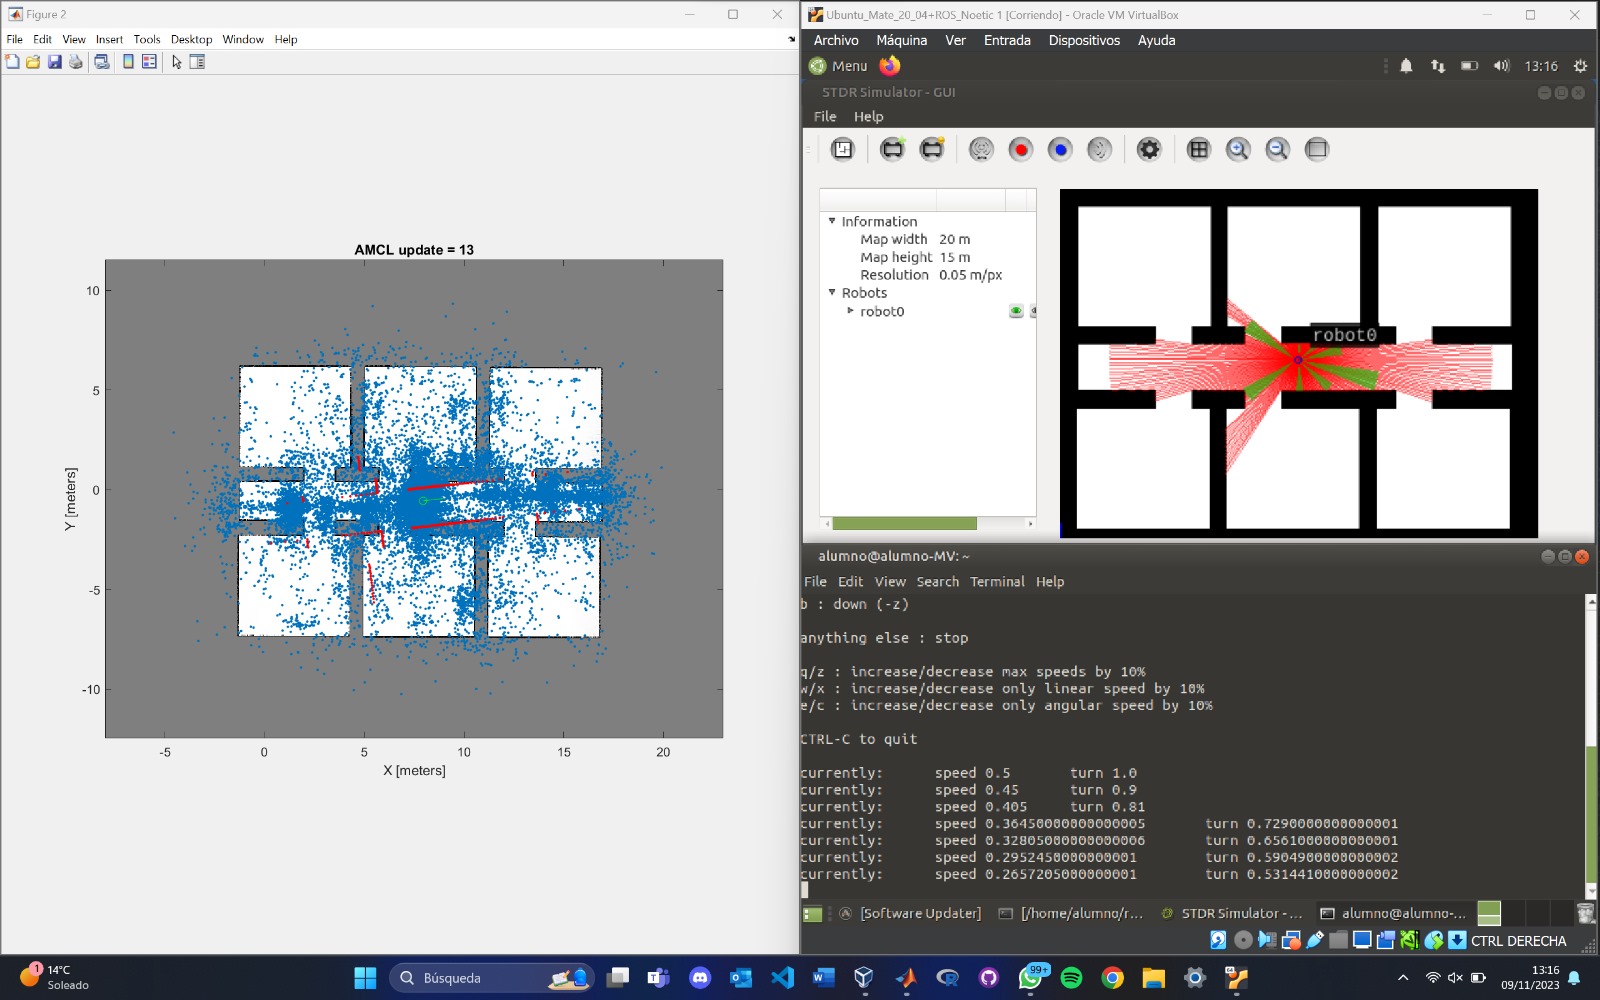 Figure 2
File Edit View Insert Tools Desktop Window Help
AMCL update = 13
10
5
0
-5
-10
Y [meters]
-5 0 5 10 15 20
X [meters]
Ubuntu_Mate_20_04+ROS_Noetic 1 [Corriendo] - Oracle VM VirtualBox
Archivo Máquina Ver Entrada Dispositivos Ayuda
Menu 13:16
STDR Simulator - GUI
File Help
Information
Map width 20 m
Map height 15 m
Resolution 0.05 m/px
Robots
robot0
robot0
alumno@alumno-MV: ~
File Edit View Search Terminal Help
b : down (-z)
anything else : stop
q/z : increase/decrease max speeds by 10%
w/x : increase/decrease only linear speed by 10%
e/c : increase/decrease only angular speed by 10%
CTRL-C to quit
currently: speed 0.5 turn 1.0
currently: speed 0.45 turn 0.9
currently: speed 0.405 turn 0.81
currently: speed 0.36450000000000005 turn 0.7290000000000001
currently: speed 0.32805000000000006 turn 0.6561000000000001
currently: speed 0.2952450000000001 turn 0.5904900000000002
currently: speed 0.2657205000000001 turn 0.5314410000000002
[Software Updater] [/home/alumno/r... STDR Simulator -... alumno@alumno-...
CTRL DERECHA
1
14°C
Soleado
Búsqueda
99+
13:16
09/11/2023